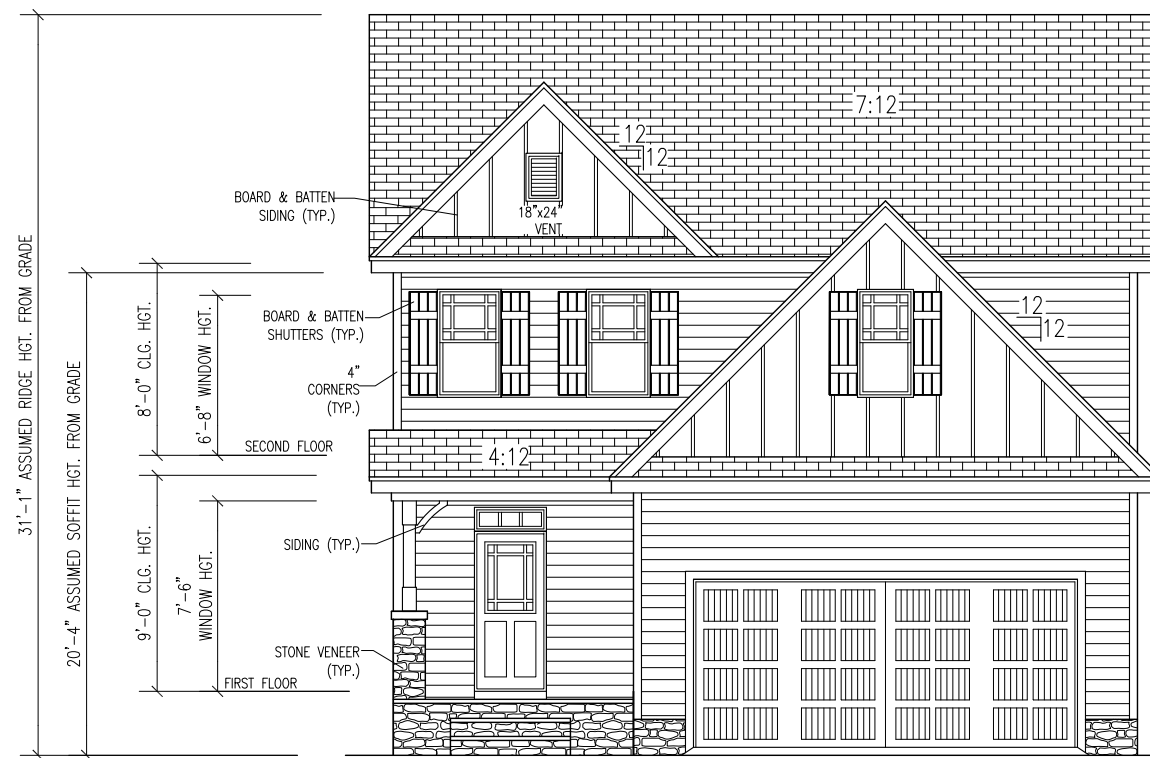 7:12
12
12
BOARD & BATTEN
SIDING (TYP.)
18"x24"
VENT
31'-1" ASSUMED RIDGE HGT. FROM GRADE
20'-4" ASSUMED SOFFIT HGT. FROM GRADE
8'-0" CLG. HGT.
6'-8" WINDOW HGT.
BOARD & BATTEN
SHUTTERS (TYP.)
12
12
4"
CORNERS
(TYP.)
SECOND FLOOR
4:12
9'-0" CLG. HGT.
7'-6"
WINDOW HGT.
SIDING (TYP.)
STONE VENEER
(TYP.)
FIRST FLOOR